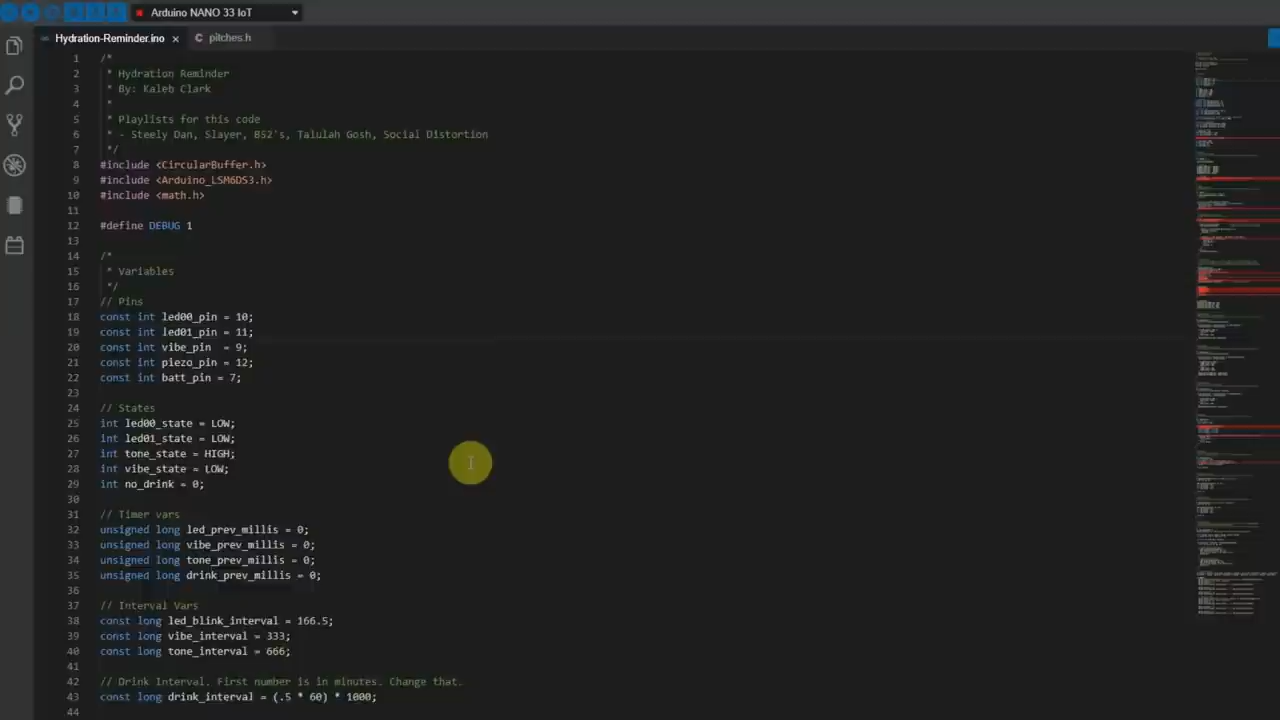 Arduino NANO 33 IoT
Hydration-Reminder.ino × C pitches.h
1 /*
2 * Hydration Reminder
3 * By: Kaleb Clark
4 *
5 * Playlists for this code
6 * - Steely Dan, Slayer, B52's, Talulah Gosh, Social Distortion
7 */
8 #include <CircularBuffer.h>
9 #include <Arduino_LSM6DS3.h>
10 #include <math.h>
11
12 #define DEBUG 1
13
14 /*
15 * Variables
16 */
17 // Pins
18 const int led00_pin = 10;
19 const int led01_pin = 11;
20 const int vibe_pin = 9;
21 const int piezo_pin = 12;
22 const int batt_pin = 7;
23
24 // States
25 int led00_state = LOW;
26 int led01_state = LOW;
27 int tone_state = HIGH;
28 int vibe_state = LOW;
29 int no_drink = 0;
30
31 // Timer vars
32 unsigned long led_prev_millis = 0;
33 unsigned long vibe_prev_millis = 0;
34 unsigned long tone_prev_millis = 0;
35 unsigned long drink_prev_millis = 0;
36
37 // Interval Vars
38 const long led_blink_interval = 166.5;
39 const long vibe_interval = 333;
40 const long tone_interval = 666;
41
42 // Drink Interval. First number is in minutes. Change that.
43 const long drink_interval = (.5 * 60) * 1000;
44